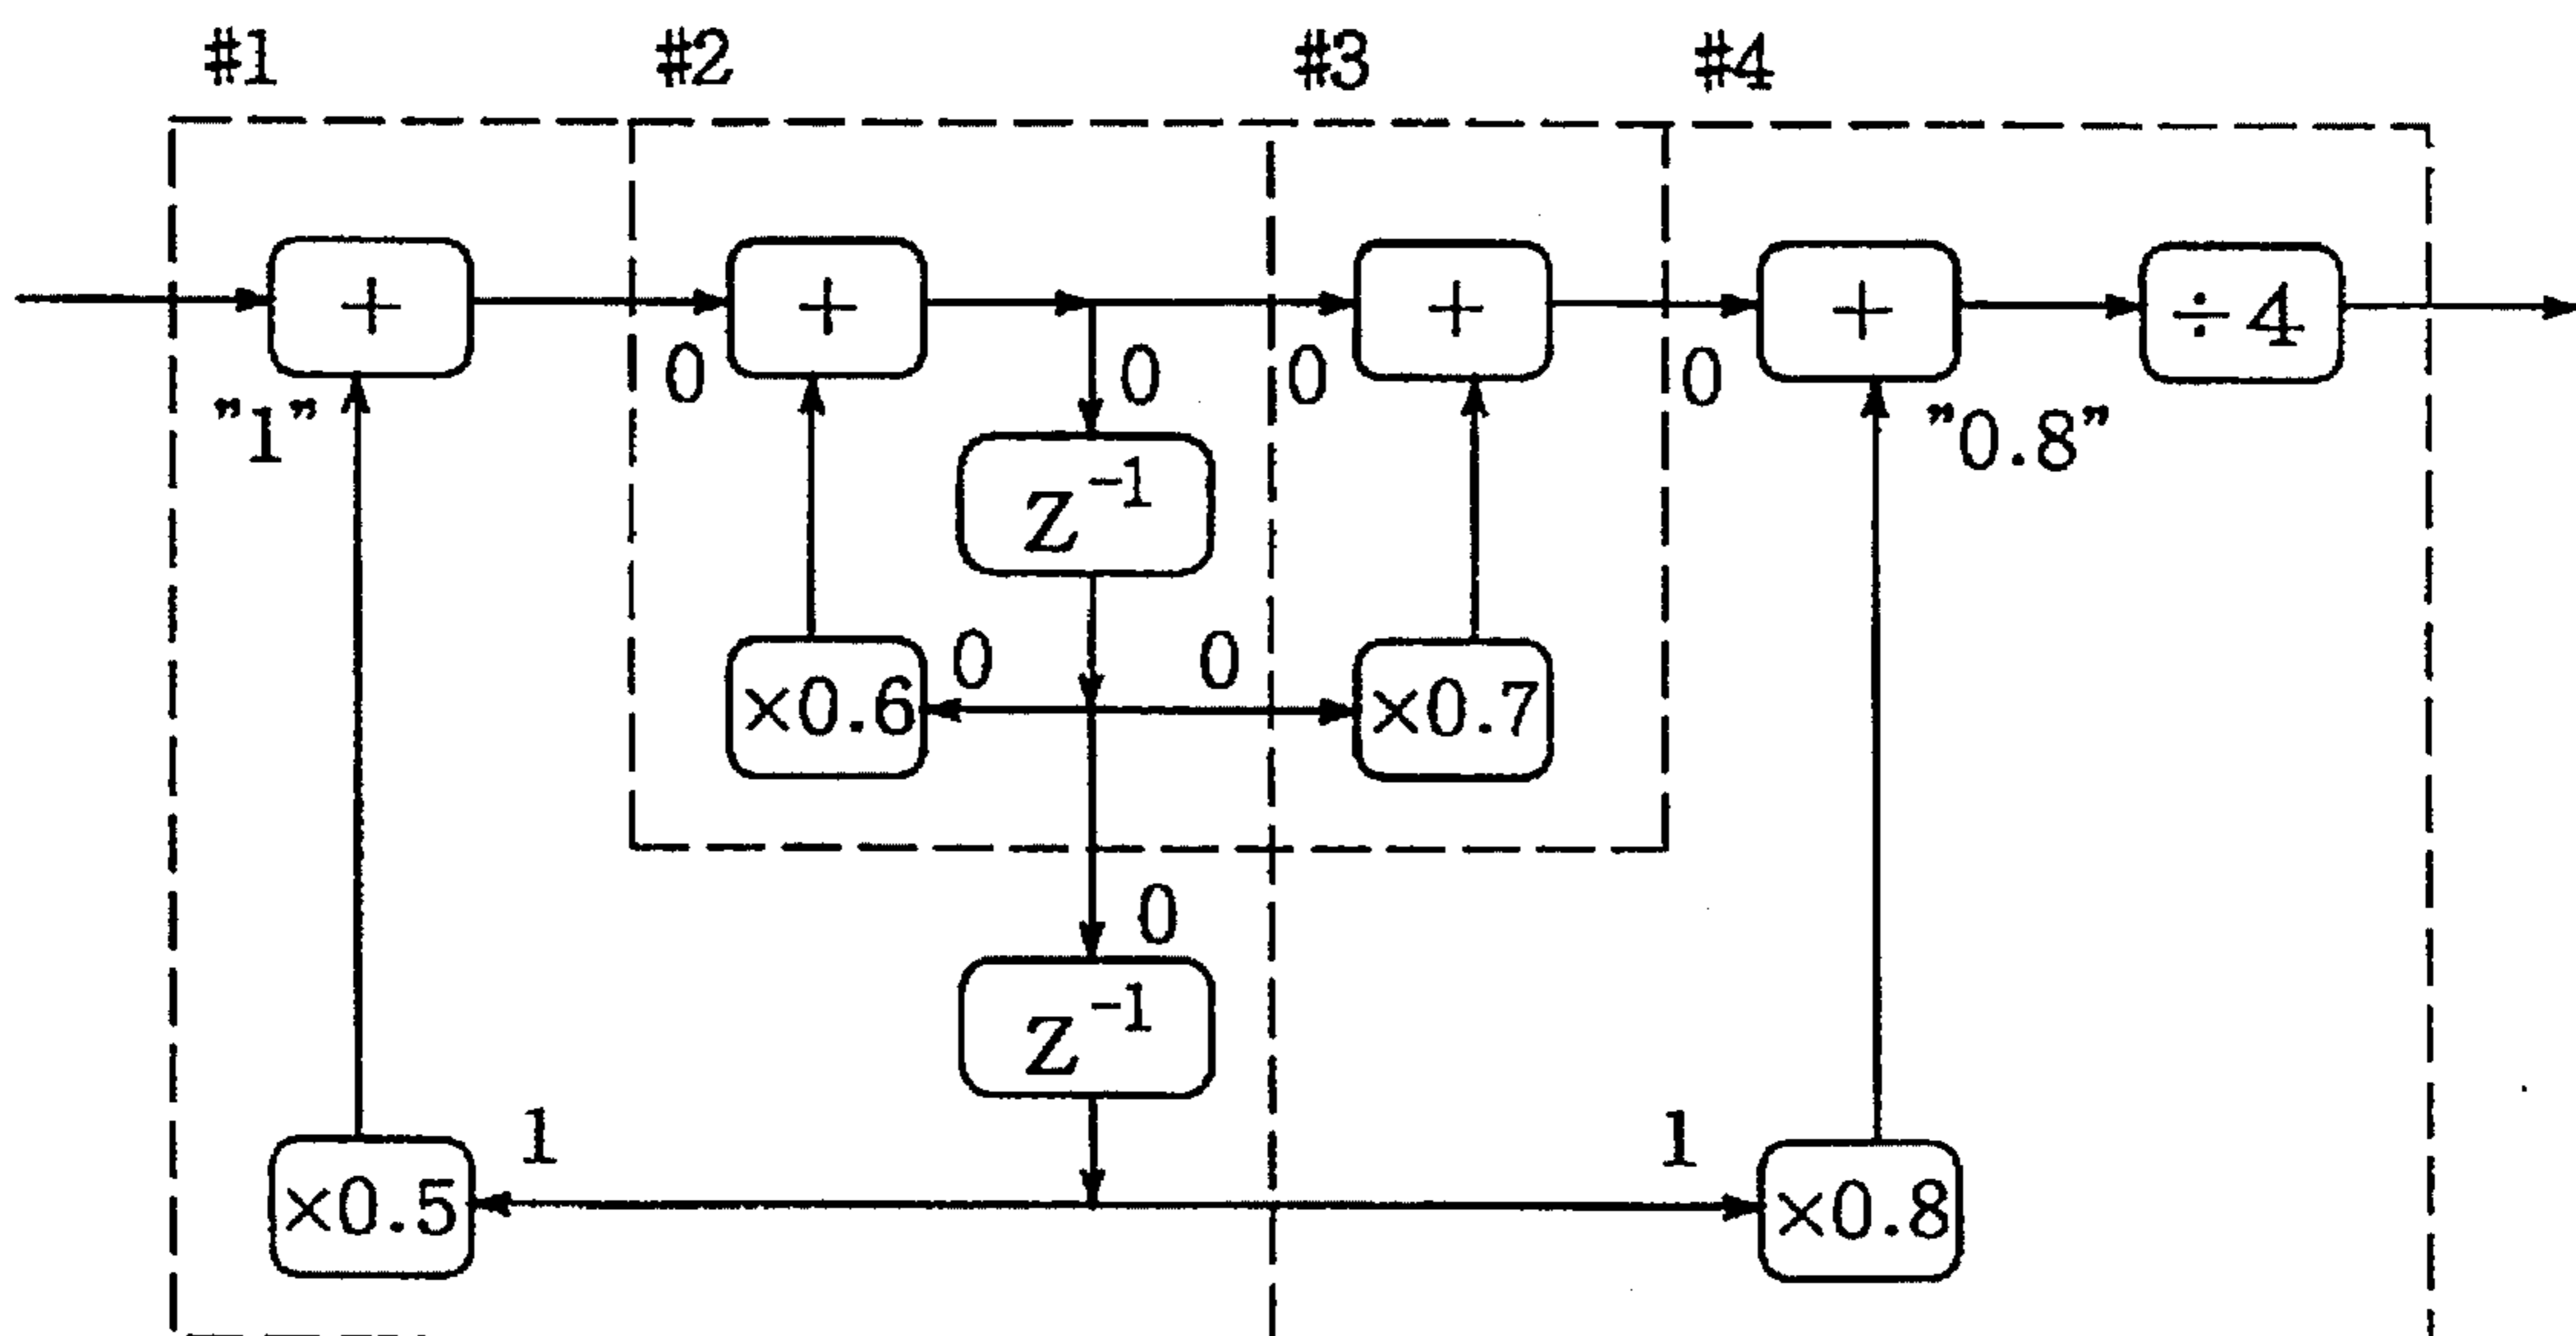 #1 #2 #3 #4
+ + + + ÷4
"1" 0 0 0 0 "0.8"
Z⁻¹
0 0
×0.6 ×0.7
0
Z⁻¹
1 1
×0.5 ×0.8